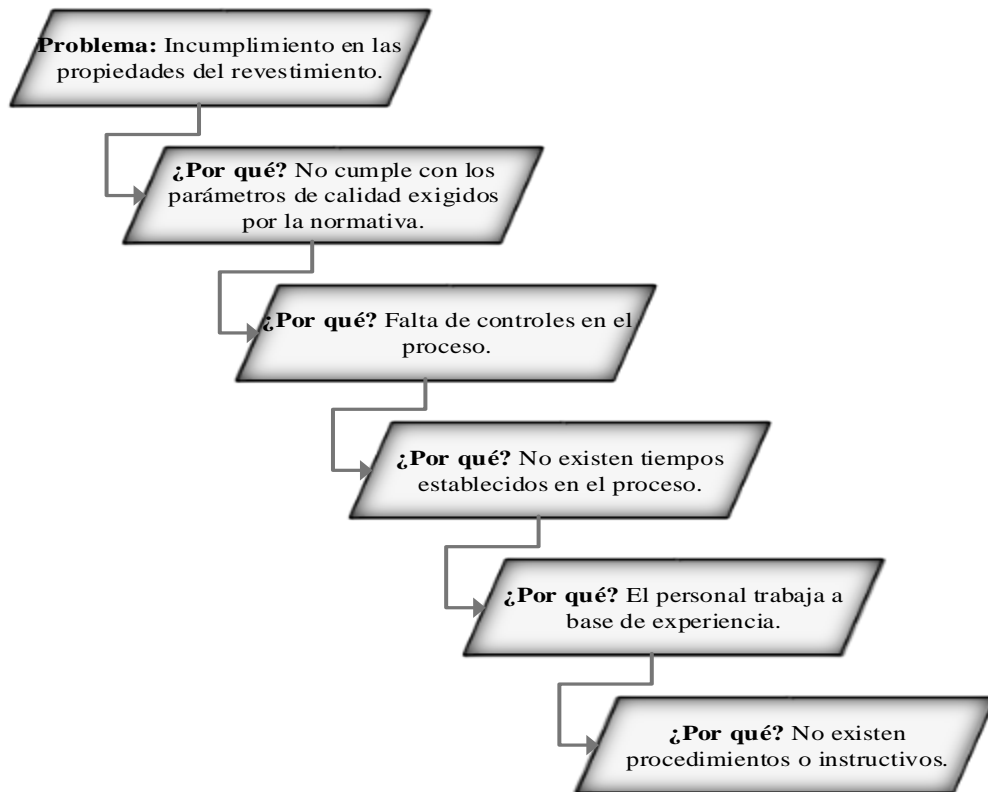 Problema: Incumplimiento en las
propiedades del revestimiento.
¿Por qué? No cumple con los
parámetros de calidad exigidos
por la normativa.
¿Por qué? Falta de controles en el
proceso.
¿Por qué? No existen tiempos
establecidos en el proceso.
¿Por qué? El personal trabaja a
base de experiencia.
¿Por qué? No existen
procedimientos o instructivos.